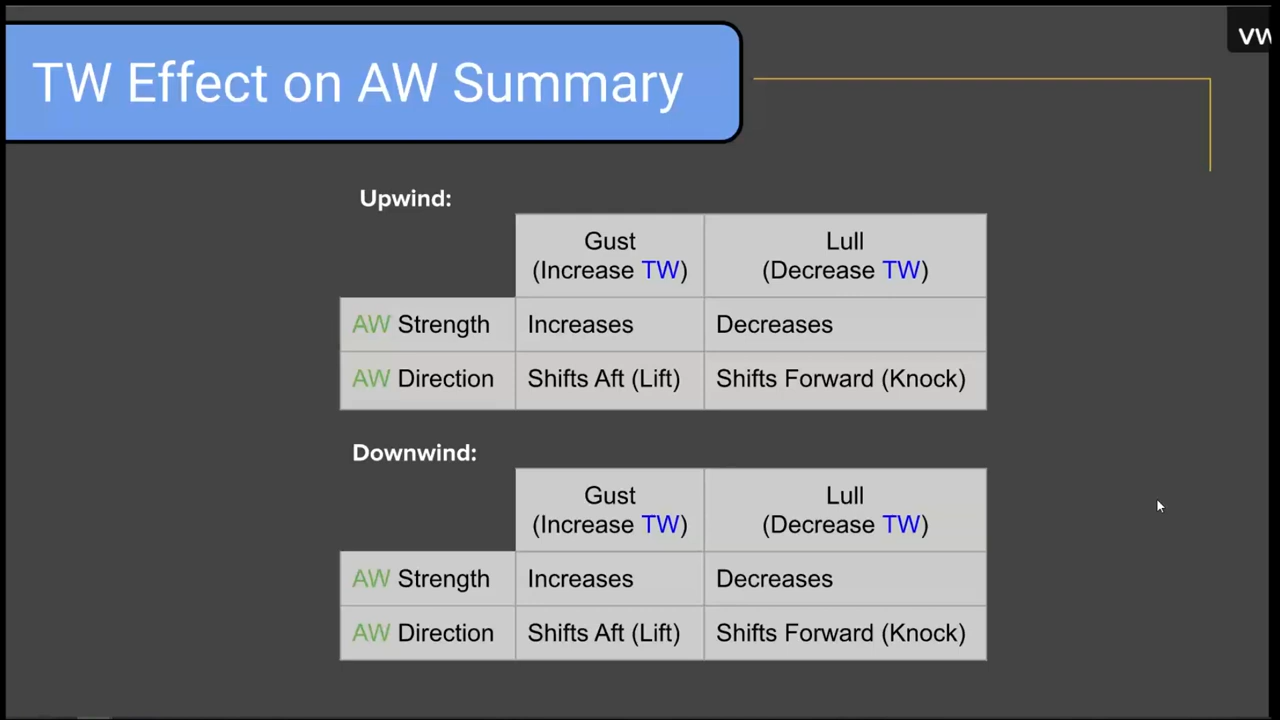 TW Effect on AW Summary
VW
Upwind:
Gust
(Increase TW)
Lull
(Decrease TW)
AW Strength
Increases
Decreases
AW Direction
Shifts Aft (Lift)
Shifts Forward (Knock)
Downwind:
Gust
(Increase TW)
Lull
(Decrease TW)
AW Strength
Increases
Decreases
AW Direction
Shifts Aft (Lift)
Shifts Forward (Knock)